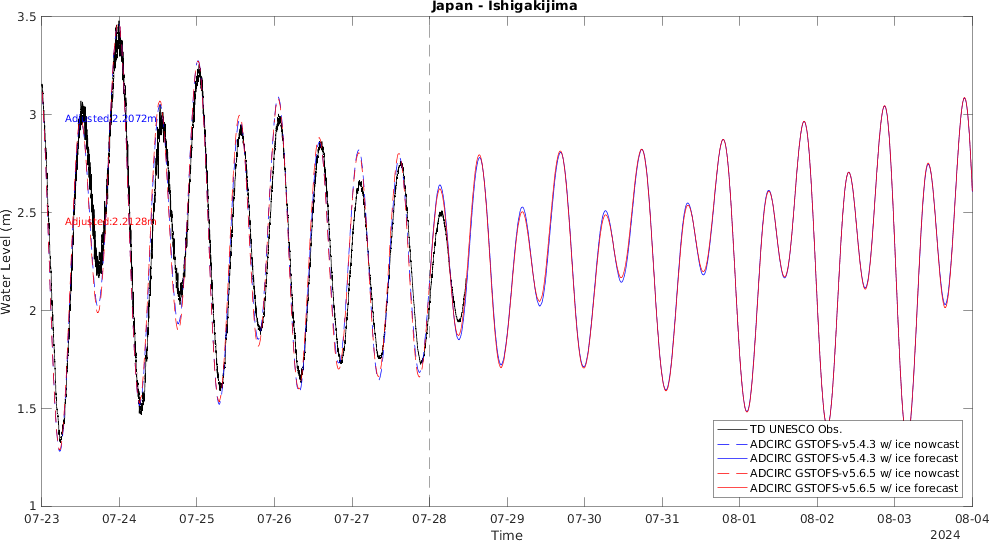 Japan - Ishigakijima
3.5
3
2.5
2
1.5
1
Water Level (m)
Adjusted:2.2072m
Adjusted:2.2128m
TD UNESCO Obs.
ADCIRC GSTOFS-v5.4.3 w/ ice nowcast
ADCIRC GSTOFS-v5.4.3 w/ ice forecast
ADCIRC GSTOFS-v5.6.5 w/ ice nowcast
ADCIRC GSTOFS-v5.6.5 w/ ice forecast
07-23 07-24 07-25 07-26 07-27 07-28 07-29 07-30 07-31 08-01 08-02 08-03 08-04
Time
2024